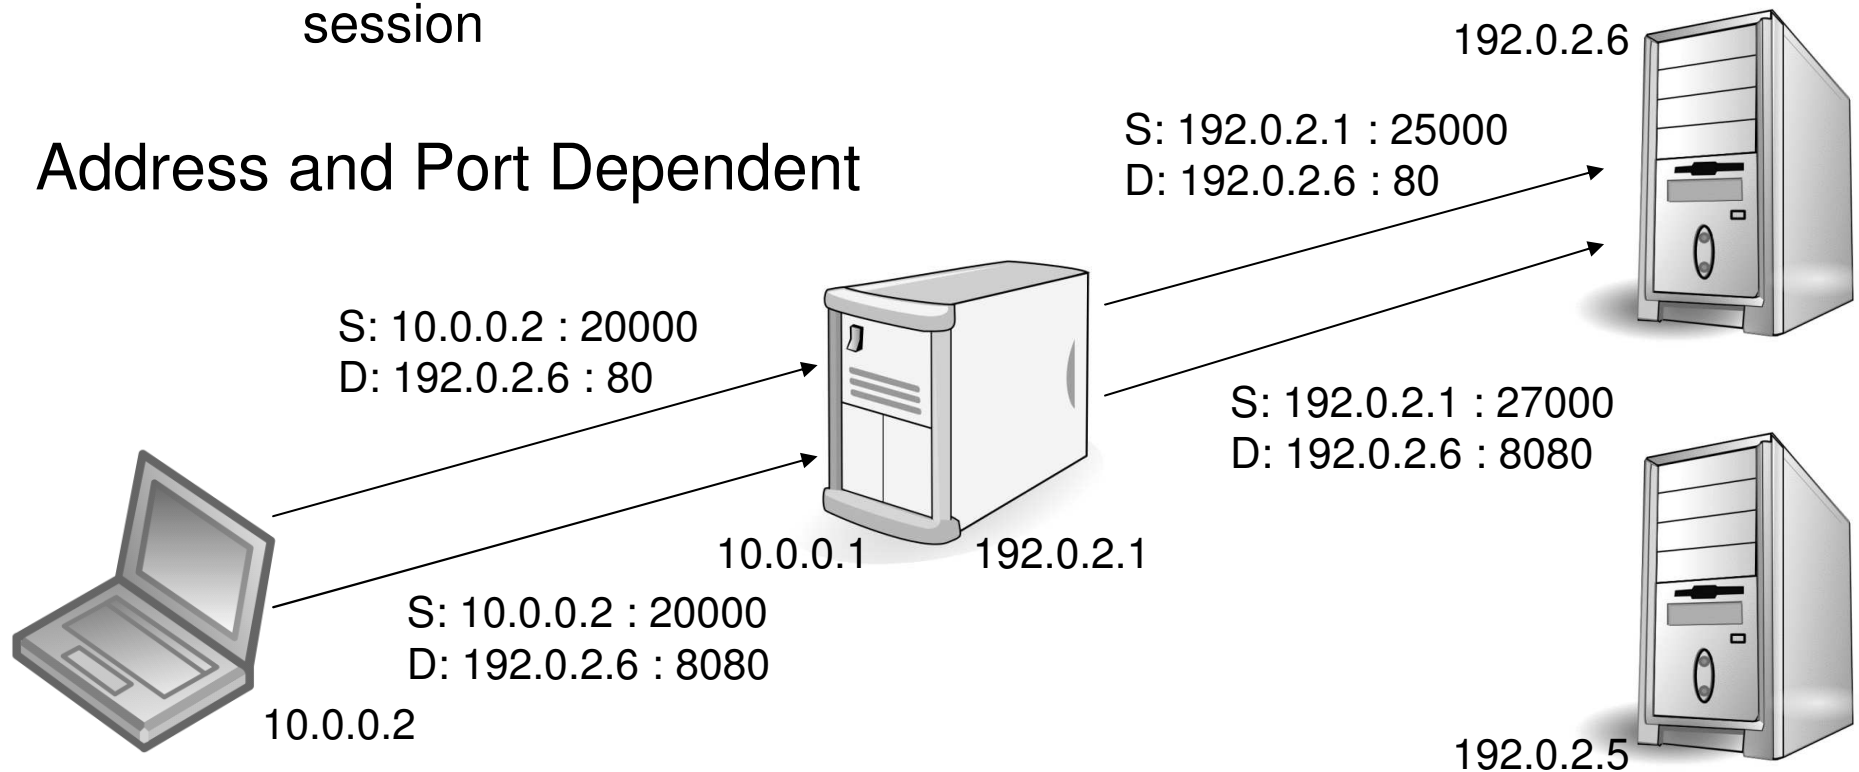 session
192.0.2.6
Address and Port Dependent
S: 192.0.2.1 : 25000
D: 192.0.2.6 : 80
S: 10.0.0.2 : 20000
D: 192.0.2.6 : 80
S: 192.0.2.1 : 27000
D: 192.0.2.6 : 8080
10.0.0.1
192.0.2.1
S: 10.0.0.2 : 20000
D: 192.0.2.6 : 8080
10.0.0.2
192.0.2.5